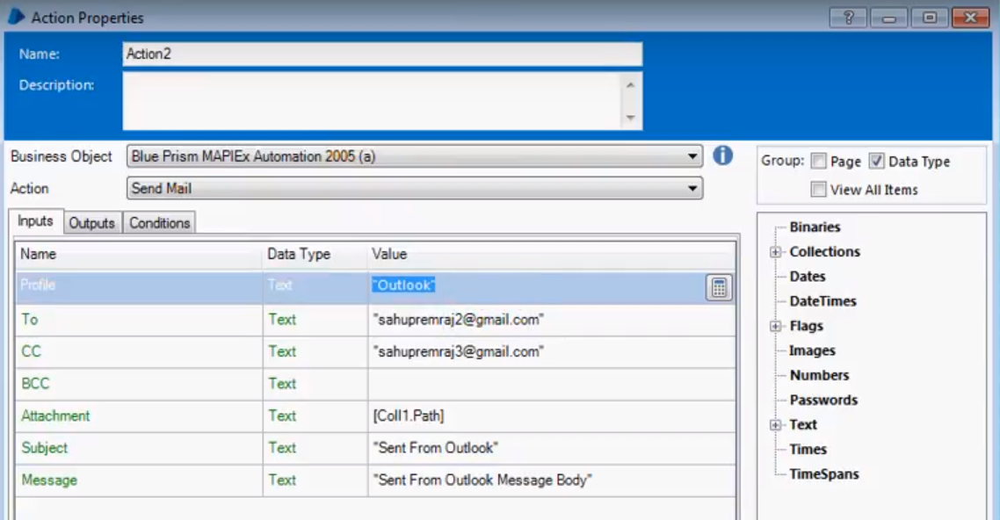 Action Properties
Name: Action2
Description:
Business Object Blue Prism MAPIEx Automation 2005 (a)
Action Send Mail
Group: Page Data Type
View All Items
Inputs Outputs Conditions
Name Data Type Value
Profile Text "Outlook"
To Text "sahupremraj2@gmail.com"
CC Text "sahupremraj3@gmail.com"
BCC Text
Attachment Text [Coll1.Path]
Subject Text "Sent From Outlook"
Message Text "Sent From Outlook Message Body"
Binaries
Collections
Dates
DateTimes
Flags
Images
Numbers
Passwords
Text
Times
TimeSpans